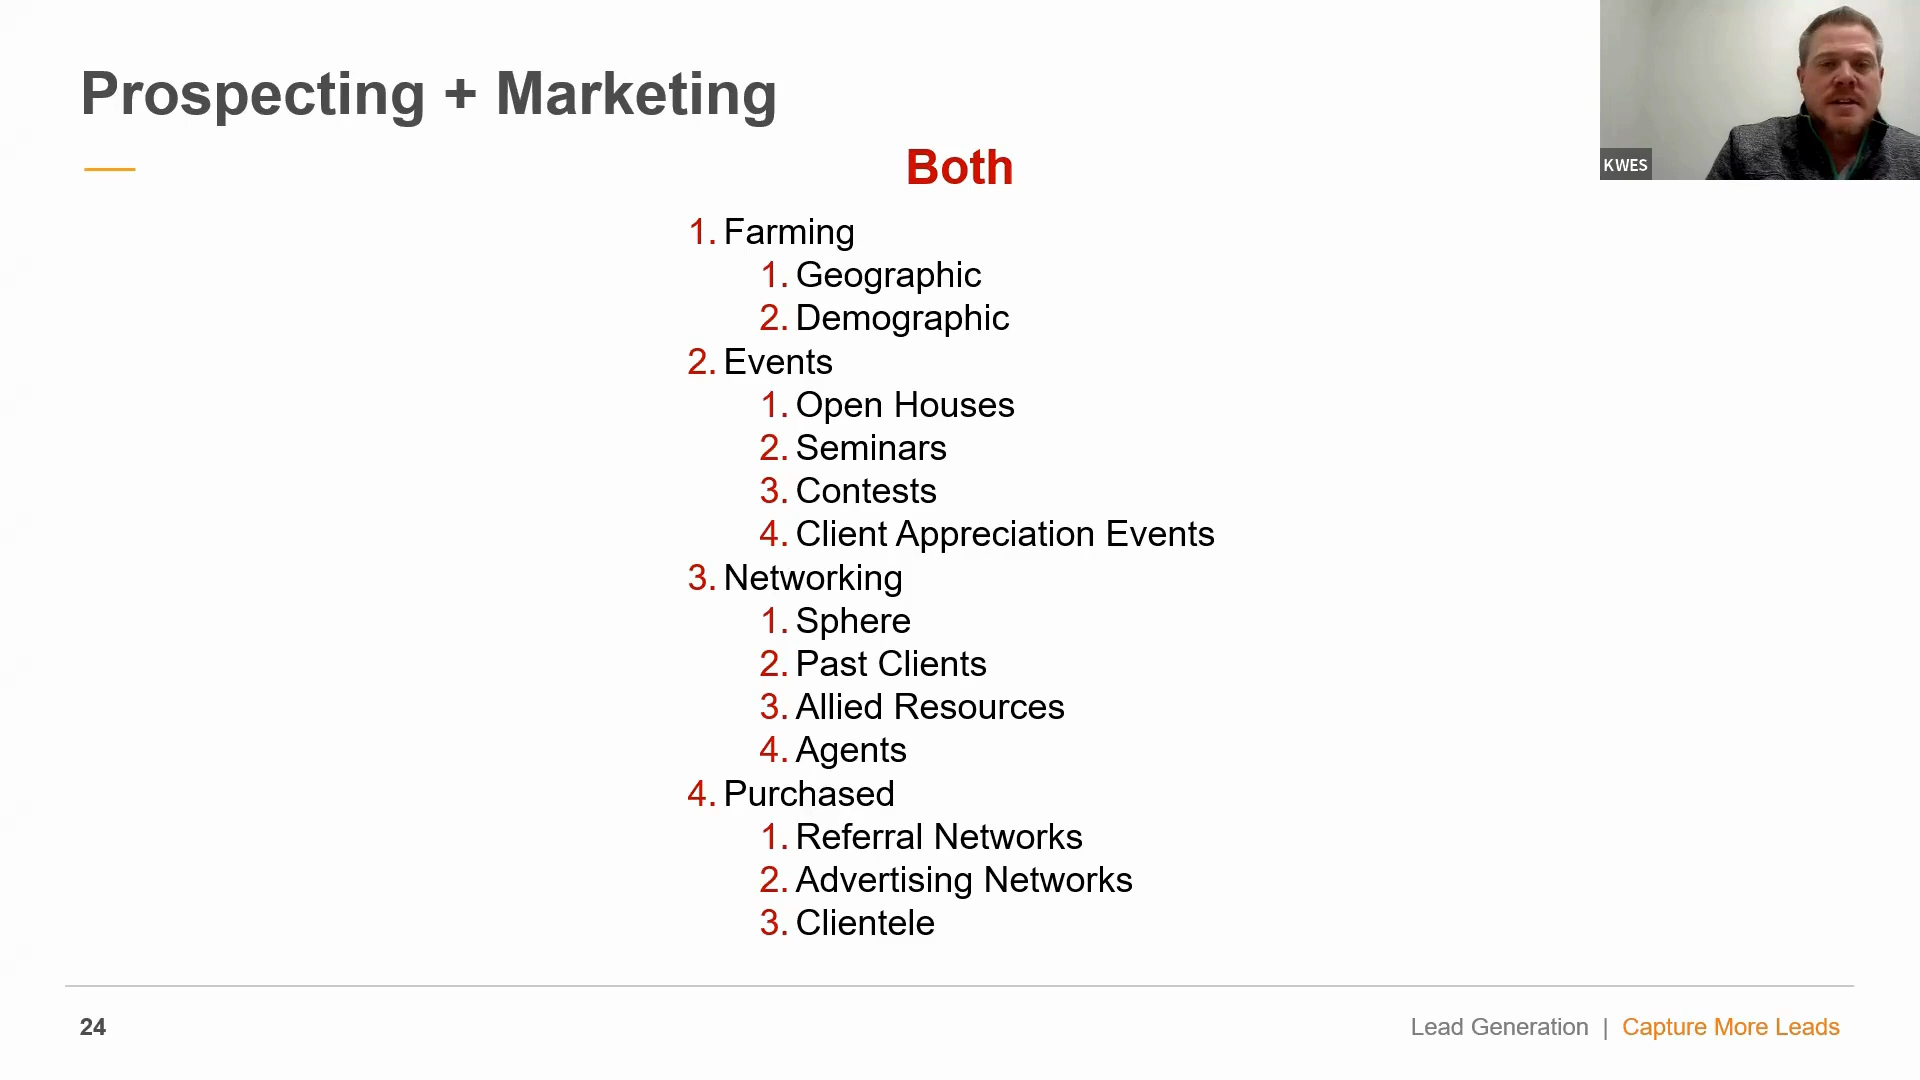 Prospecting + Marketing
KWES
Both
1. Farming
1. Geographic
2. Demographic
2. Events
1. Open Houses
2. Seminars
3. Contests
4. Client Appreciation Events
3. Networking
1. Sphere
2. Past Clients
3. Allied Resources
4. Agents
4. Purchased
1. Referral Networks
2. Advertising Networks
3. Clientele
24
Lead Generation | Capture More Leads